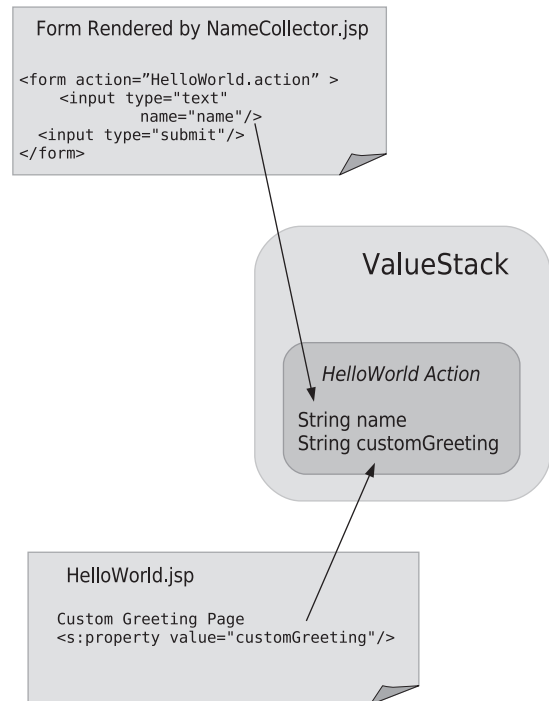 Form Rendered by NameCollector.jsp
<form action=”HelloWorld.action” >
<input type="text"
name="name"/>
<input type="submit"/>
</form>
ValueStack
HelloWorld Action
String name
String customGreeting
HelloWorld.jsp
Custom Greeting Page
<s:property value="customGreeting"/>